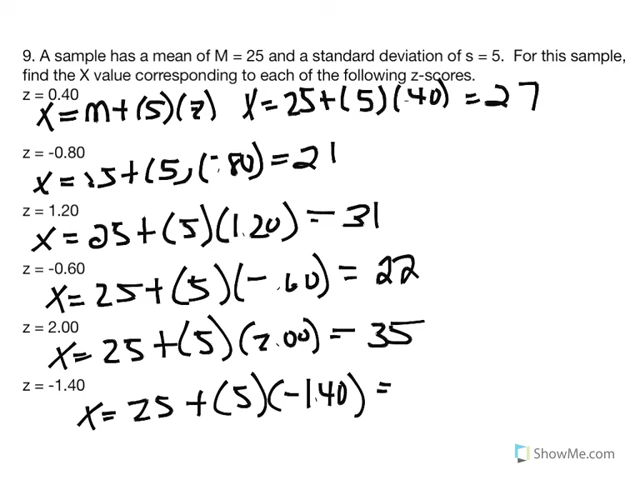 9. A sample has a mean of M = 25 and a standard deviation of s = 5. For this sample,
find the X value corresponding to each of the following z-scores.
z = 0.40
X = M + (5)(z) X = 25 + (5)(.40) = 27
z = -0.80
X = 25 + (5)(-.80) = 21
z = 1.20
X = 25 + (5)(1.20) = 31
z = -0.60
X = 25 + (5)(-.60) = 22
z = 2.00
X = 25 + (5)(2.00) = 35
z = -1.40
X = 25 + (5)(-1.40) =
ShowMe.com